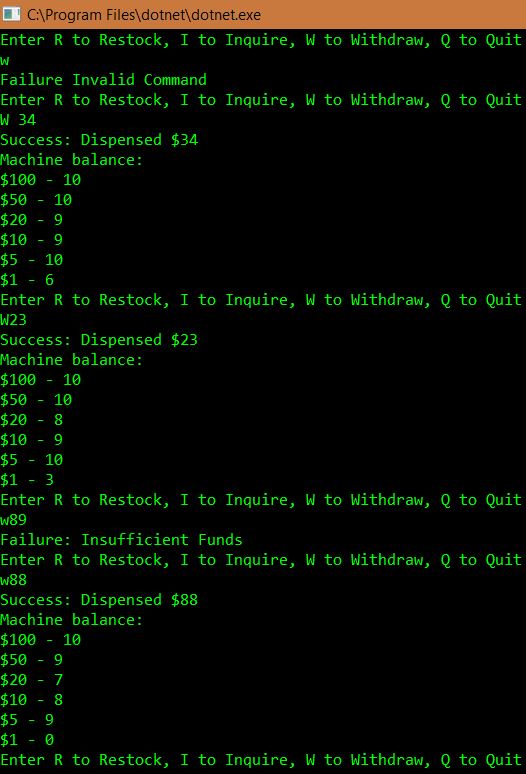 C:\Program Files\dotnet\dotnet.exe
Enter R to Restock, I to Inquire, W to Withdraw, Q to Quit
w
Failure Invalid Command
Enter R to Restock, I to Inquire, W to Withdraw, Q to Quit
W 34
Success: Dispensed $34
Machine balance:
$100 - 10
$50 - 10
$20 - 9
$10 - 9
$5 - 10
$1 - 6
Enter R to Restock, I to Inquire, W to Withdraw, Q to Quit
W23
Success: Dispensed $23
Machine balance:
$100 - 10
$50 - 10
$20 - 8
$10 - 9
$5 - 10
$1 - 3
Enter R to Restock, I to Inquire, W to Withdraw, Q to Quit
w89
Failure: Insufficient Funds
Enter R to Restock, I to Inquire, W to Withdraw, Q to Quit
w88
Success: Dispensed $88
Machine balance:
$100 - 10
$50 - 9
$20 - 7
$10 - 8
$5 - 9
$1 - 0
Enter R to Restock, I to Inquire, W to Withdraw, Q to Quit